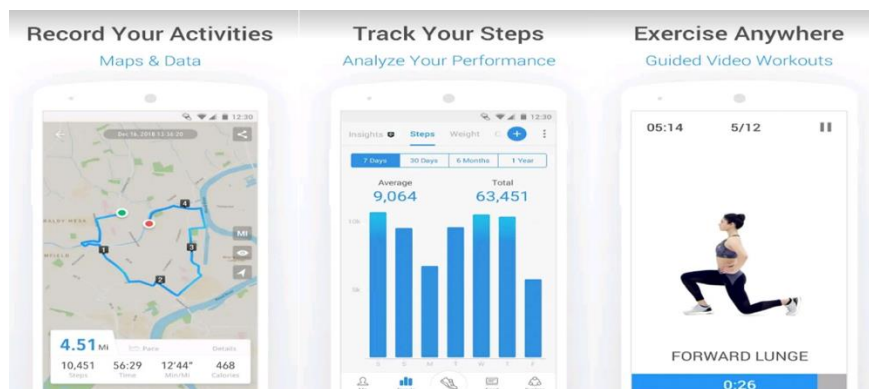 Record Your Activities
Maps & Data
12:30
Dec 16, 2018 12:30:20
4
MI
1
3
2
4.51 Mi
Pace
Details
10,451
56:29
12'44"
468
Steps
Time
Min/Mi
Calories
Track Your Steps
Analyze Your Performance
12:30
Insights
Steps
Weight
7 Days
30 Days
6 Months
1 Year
Average
Total
9,064
63,451
10k
5k
S
S
M
T
W
T
F
Exercise Anywhere
Guided Video Workouts
05:14
5/12
FORWARD LUNGE
0:26